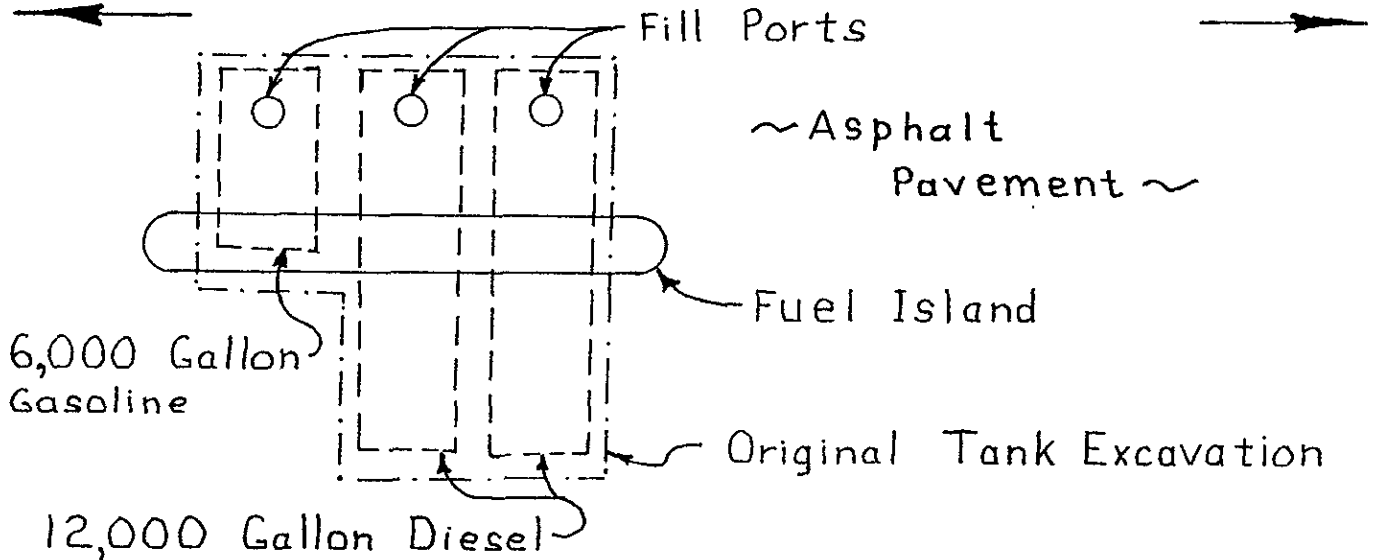 Fill Ports
~ Asphalt
Pavement ~
Fuel Island
6,000 Gallon
Gasoline
Original Tank Excavation
12,000 Gallon Diesel